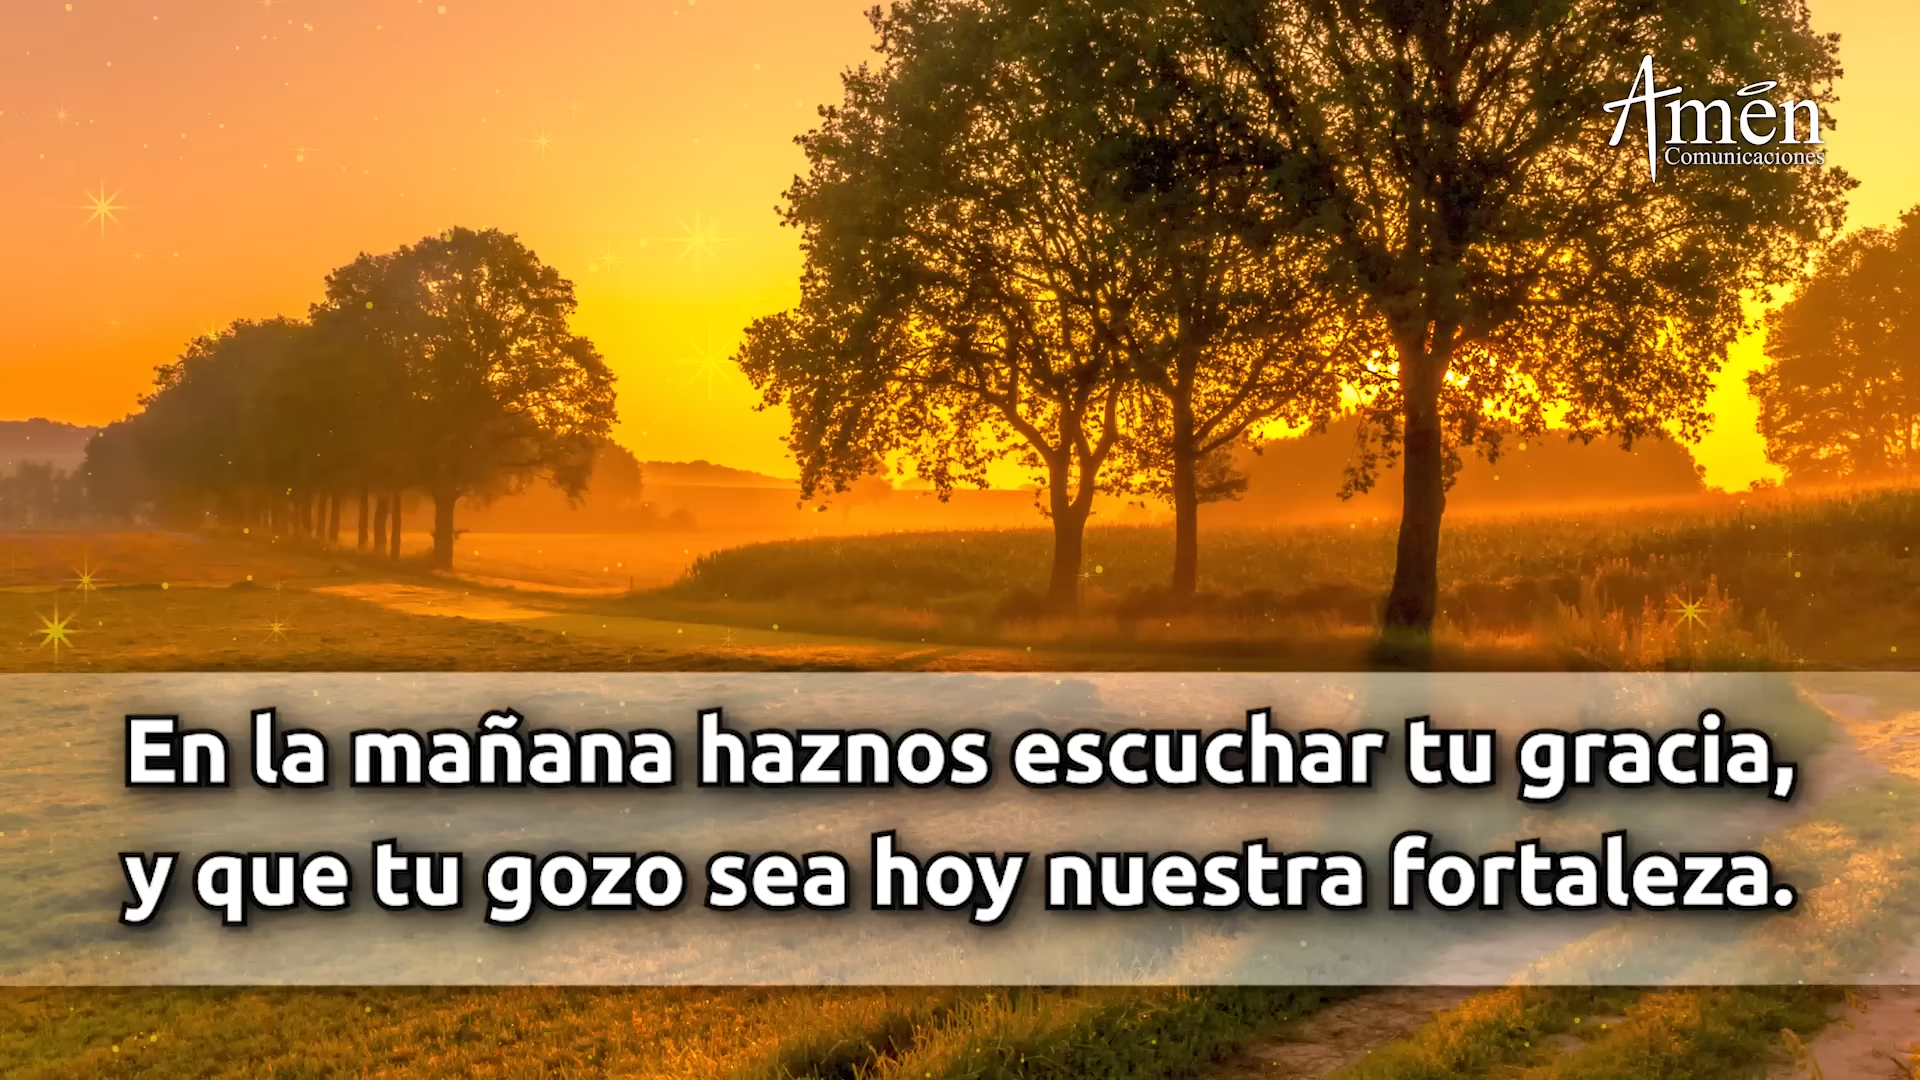 Amén
Comunicaciones
En la mañana haznos escuchar tu gracia,
y que tu gozo sea hoy nuestra fortaleza.